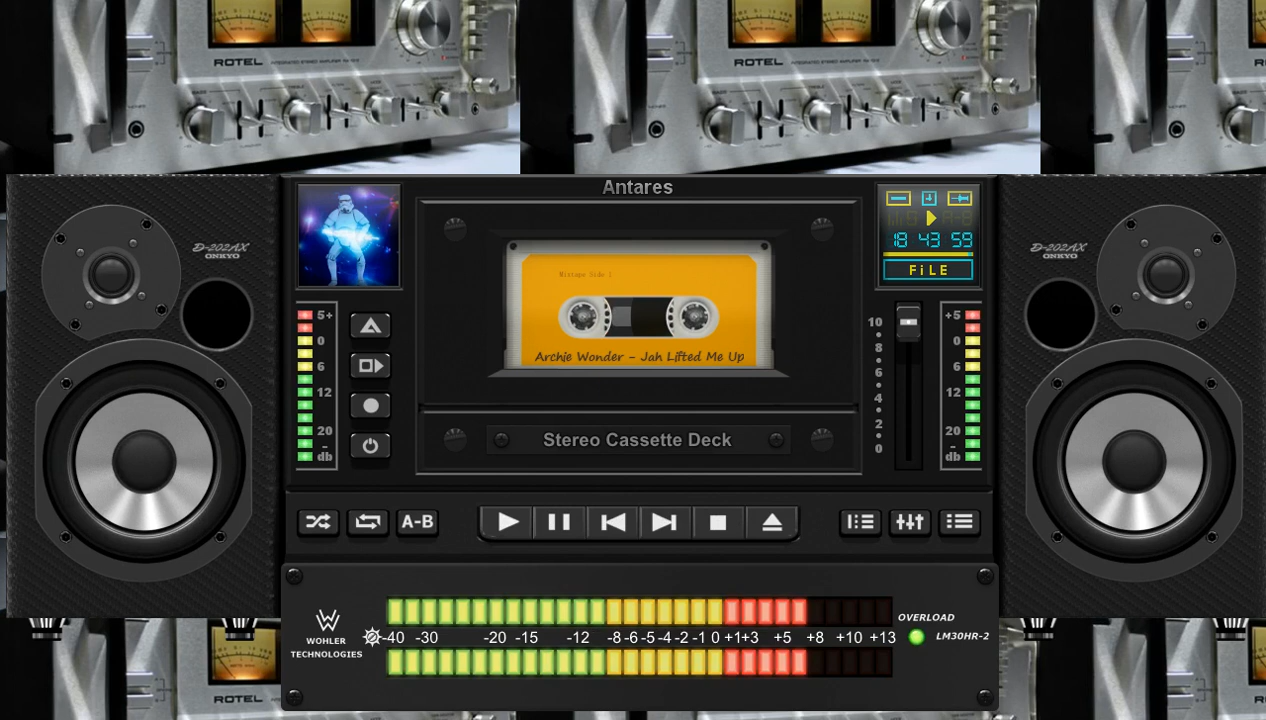 ROTEL
ROTEL
Antares
D-202AX
ONKYO
D-202AX
ONKYO
18 43 59
FiLE
Mixtape Side 1
Archie Wonder - Jah Lifted Me Up
5+
0
6
12
20
-
db
10
8
6
4
2
0
+5
0
6
12
20
-
db
Stereo Cassette Deck
A-B
WOHLER
TECHNOLOGIES
-40 -30 -20 -15 -12 -8 -6 -5 -4 -2 -1 0 +1 +3 +5 +8 +10 +13
OVERLOAD
LM30HR-2
ROTEL
ROTEL